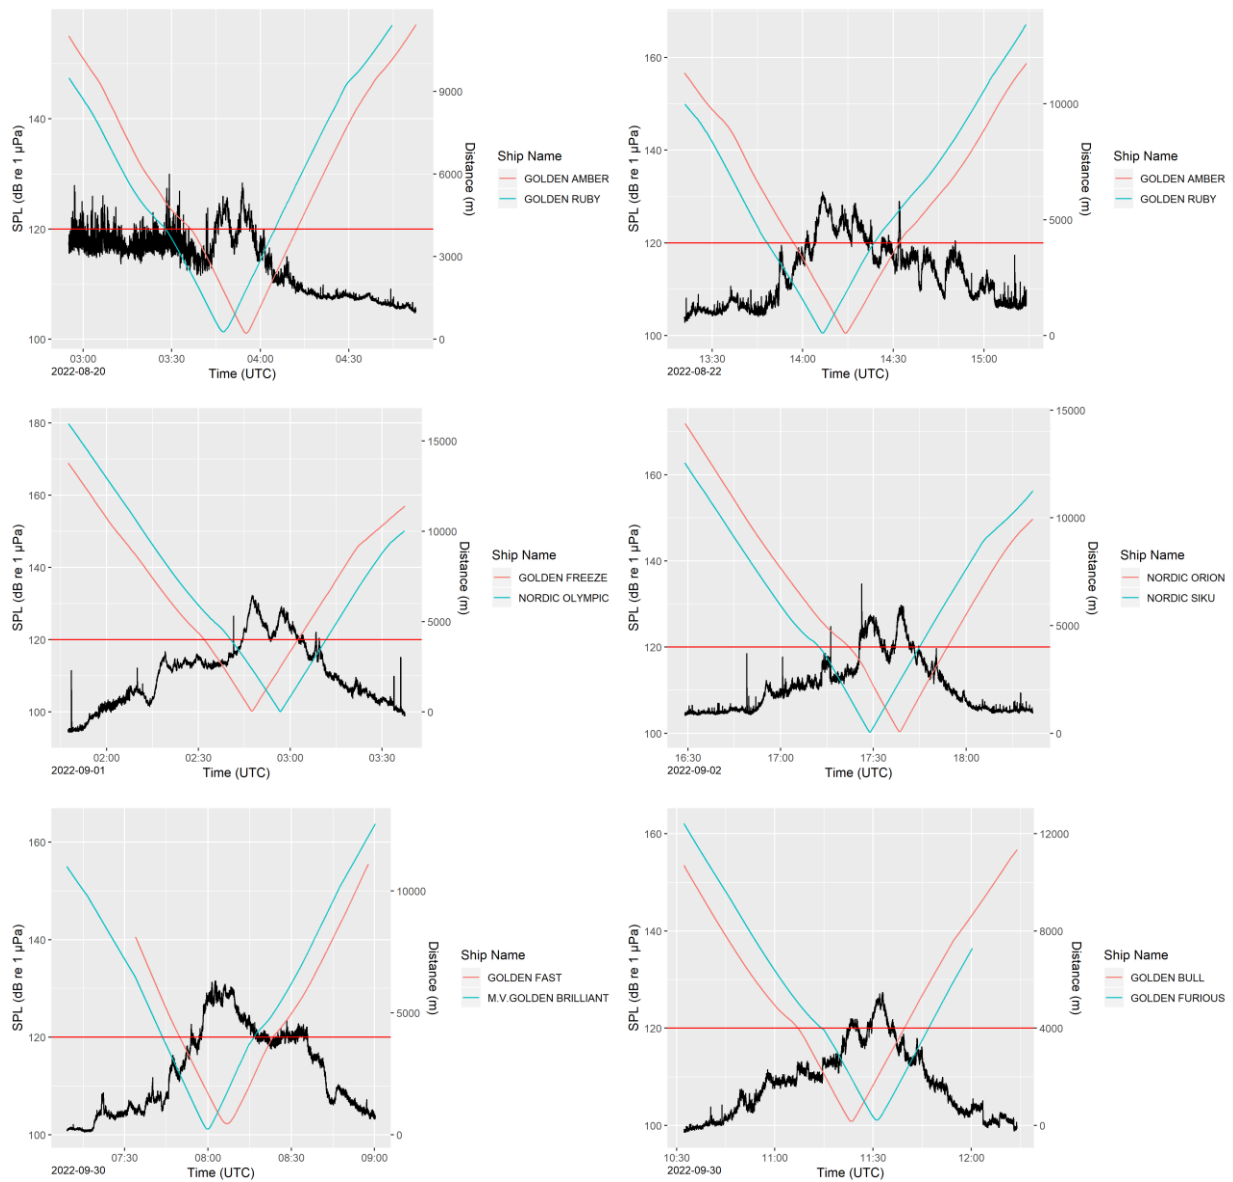 SPL (dB re 1 µPa)
140
120
100
9000
6000
3000
0
Distance (m)
03:00
03:30
04:00
04:30
2022-08-20
Time (UTC)
Ship Name
GOLDEN AMBER
GOLDEN RUBY
SPL (dB re 1 µPa)
160
140
120
100
10000
5000
0
Distance (m)
13:30
14:00
14:30
15:00
2022-08-22
Time (UTC)
Ship Name
GOLDEN AMBER
GOLDEN RUBY
SPL (dB re 1 µPa)
180
160
140
120
100
15000
10000
5000
0
Distance (m)
02:00
02:30
03:00
03:30
2022-09-01
Time (UTC)
Ship Name
GOLDEN FREEZE
NORDIC OLYMPIC
SPL (dB re 1 µPa)
160
140
120
100
15000
10000
5000
0
Distance (m)
16:30
17:00
17:30
18:00
2022-09-02
Time (UTC)
Ship Name
NORDIC ORION
NORDIC SIKU
SPL (dB re 1 µPa)
160
140
120
100
10000
5000
0
Distance (m)
07:30
08:00
08:30
09:00
2022-09-30
Time (UTC)
Ship Name
GOLDEN FAST
M.V.GOLDEN BRILLIANT
SPL (dB re 1 µPa)
160
140
120
100
12000
8000
4000
0
Distance (m)
10:30
11:00
11:30
12:00
2022-09-30
Time (UTC)
Ship Name
GOLDEN BULL
GOLDEN FURIOUS